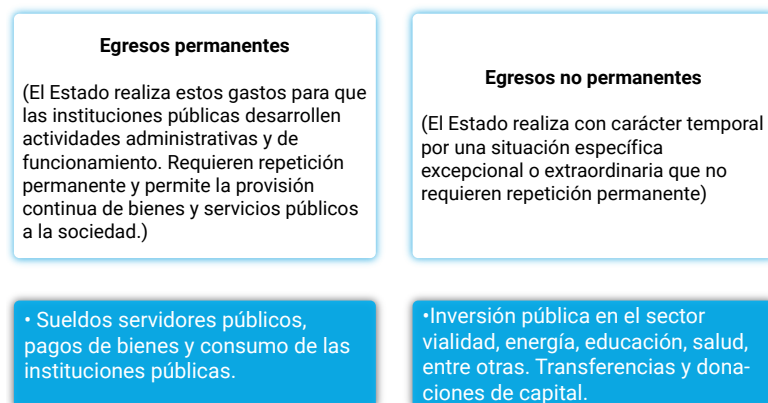 Egresos permanentes
(El Estado realiza estos gastos para que
las instituciones públicas desarrollen
actividades administrativas y de
funcionamiento. Requieren repetición
permanente y permite la provisión
continua de bienes y servicios públicos
a la sociedad.)
Egresos no permanentes
(El Estado realiza con carácter temporal
por una situación específica
excepcional o extraordinaria que no
requieren repetición permanente)
• Sueldos servidores públicos,
pagos de bienes y consumo de las
instituciones públicas.
•Inversión pública en el sector
vialidad, energía, educación, salud,
entre otras. Transferencias y dona-
ciones de capital.